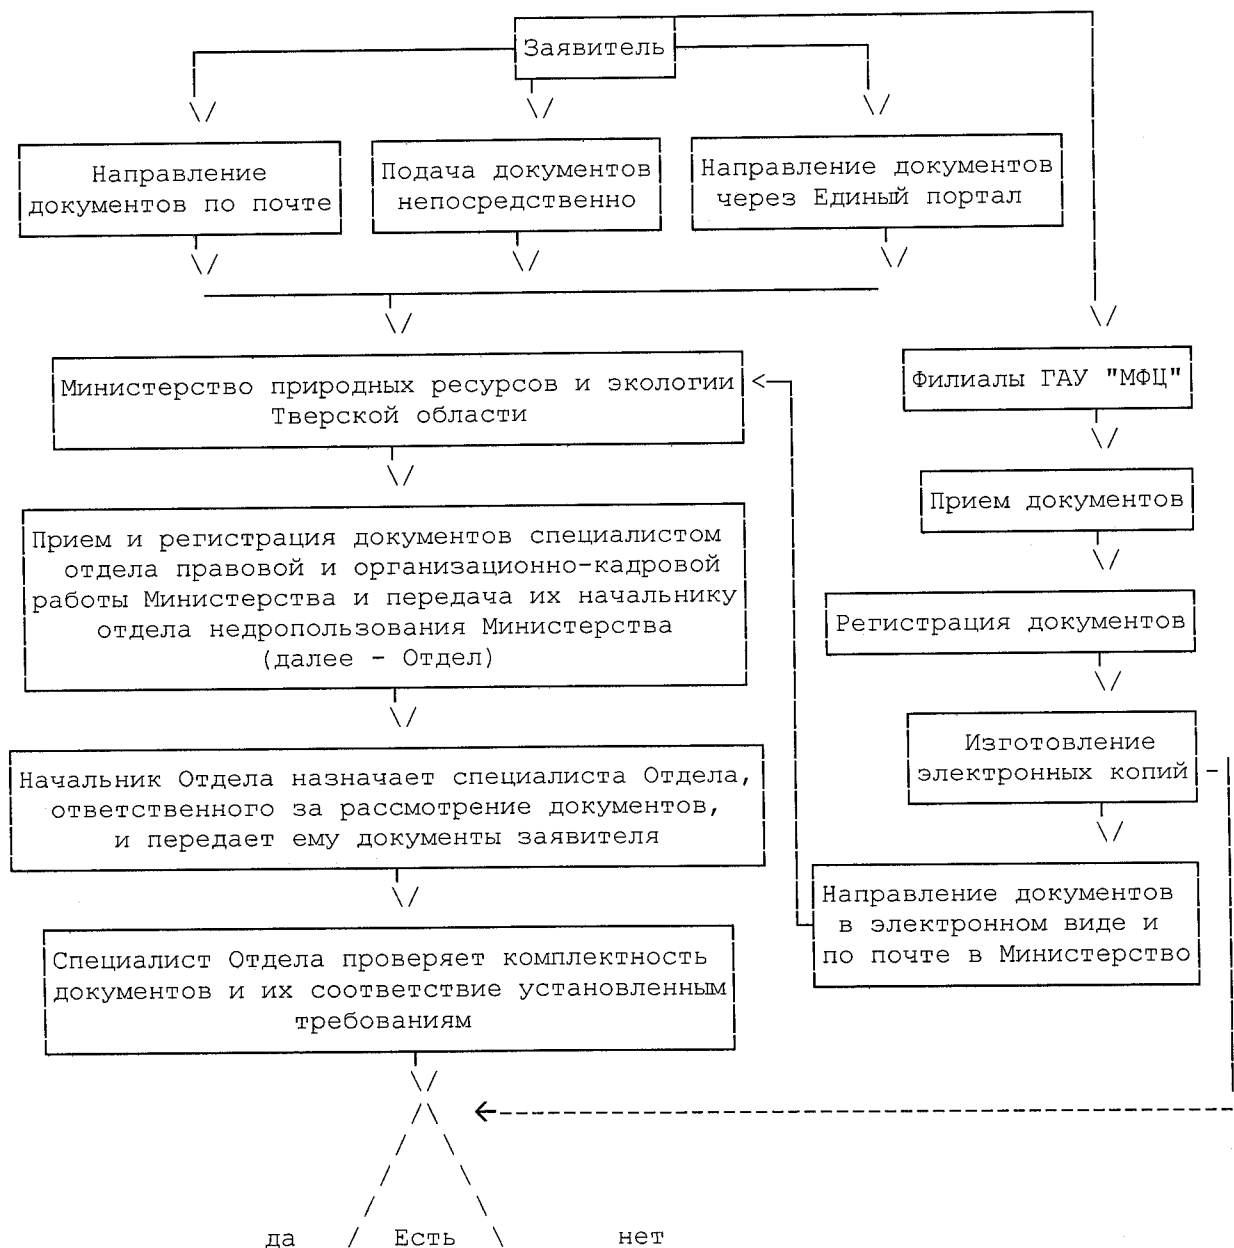 Заявитель
Направление
документов по почте
Подача документов
непосредственно
Направление документов
через Единый портал
Министерство природных ресурсов и экологии
Тверской области
Филиалы ГАУ "МФЦ"
Прием документов
Прием и регистрация документов специалистом
отдела правовой и организационно-кадровой
работы Министерства и передача их начальнику
отдела недропользования Министерства
(далее - Отдел)
Регистрация документов
Изготовление
электронных копий
Начальник Отдела назначает специалиста Отдела,
ответственного за рассмотрение документов,
и передает ему документы заявителя
Направление документов
в электронном виде и
по почте в Министерство
Специалист Отдела проверяет комплектность
документов и их соответствие установленным
требованиям
да Есть нет